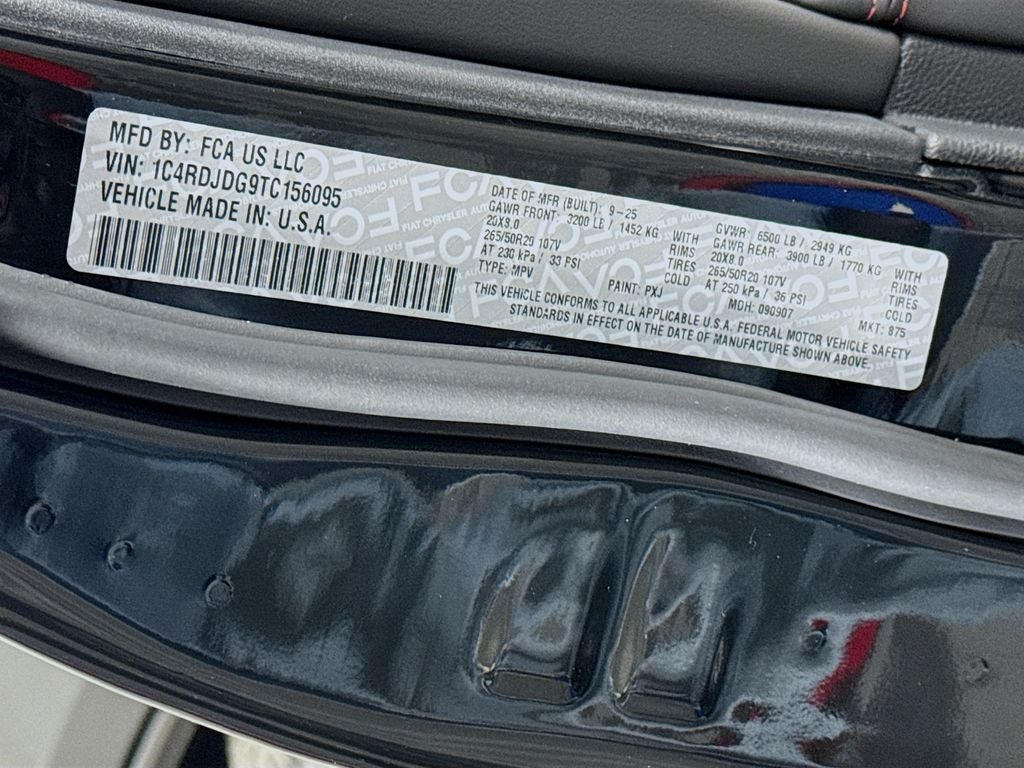 MFD BY: FCA US LLC
VIN: 1C4RDJDG9TC156095
VEHICLE MADE IN: U.S.A.
DATE OF MFR (BUILT): 9-25
GAWR FRONT: 3200 LB / 1452 KG WITH
20X8.0 RIMS
265/50R20 107V TIRES
AT 230 kPa / 33 PSI COLD
TYPE: MPV PAINT: PXJ
GVWR: 6500 LB / 2949 KG
GAWR REAR: 3900 LB / 1770 KG WITH
20X8.0 RIMS
265/50R20 107V TIRES
AT 250 kPa / 36 PSI COLD
MDH: 090907 MKT: 875
THIS VEHICLE CONFORMS TO ALL APPLICABLE U.S.A. FEDERAL MOTOR VEHICLE SAFETY
STANDARDS IN EFFECT ON THE DATE OF MANUFACTURE SHOWN ABOVE.